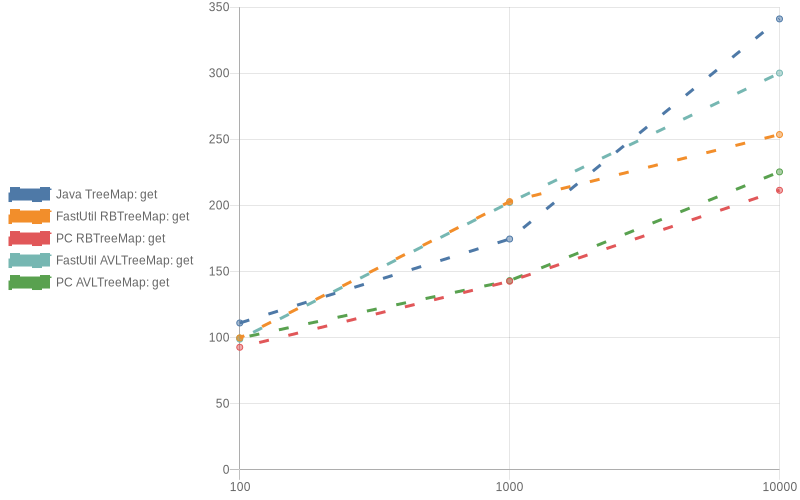 350
300
250
200
150
100
50
0
Java TreeMap: get
FastUtil RBTreeMap: get
PC RBTreeMap: get
FastUtil AVLTreeMap: get
PC AVLTreeMap: get
100
1000
10000